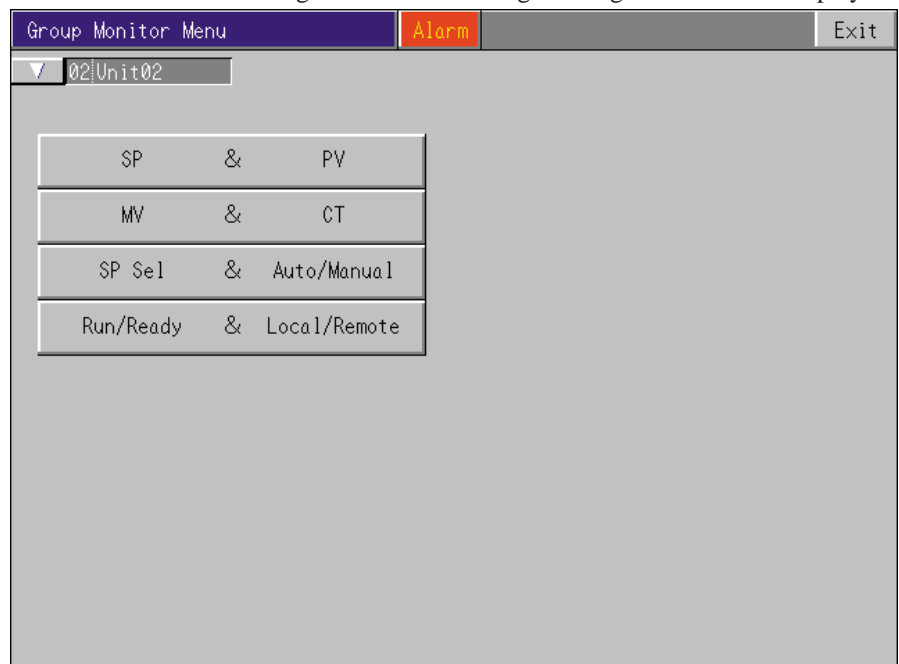 Group Monitor Menu Alarm Exit
02 Unit02
SP & PV
MV & CT
SP Sel & Auto/Manual
Run/Ready & Local/Remote